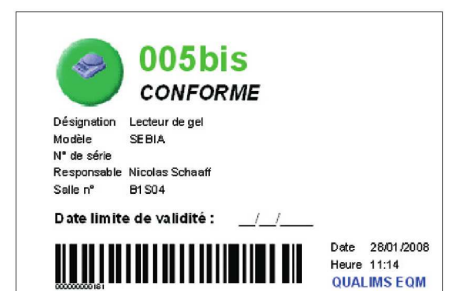 005bis
CONFORME
Désignation Lecteur de gel
Modèle SEBIA
N° de série
Responsable Nicolas Schaaff
Salle n° B1S04
Date limite de validité : __/__/____
Date 28/01/2008
Heure 11:14
000000000161 QUALIMS EQM